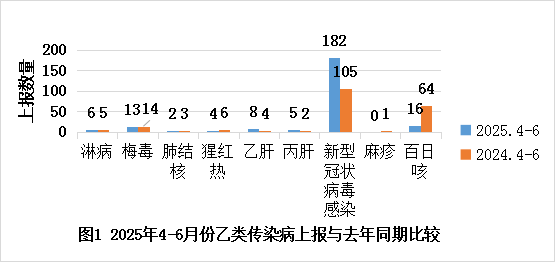 182
200
150
105
100
64
50
6 5
13 14
2 3
4 6
8 4
5 2
0 1
16
0
上报数量
淋病
梅毒
肺结核
猩红热
乙肝
丙肝
新型冠状病毒感染
麻疹
百日咳
2025.4-6
2024.4-6
图1 2025年4-6月份乙类传染病上报与去年同期比较